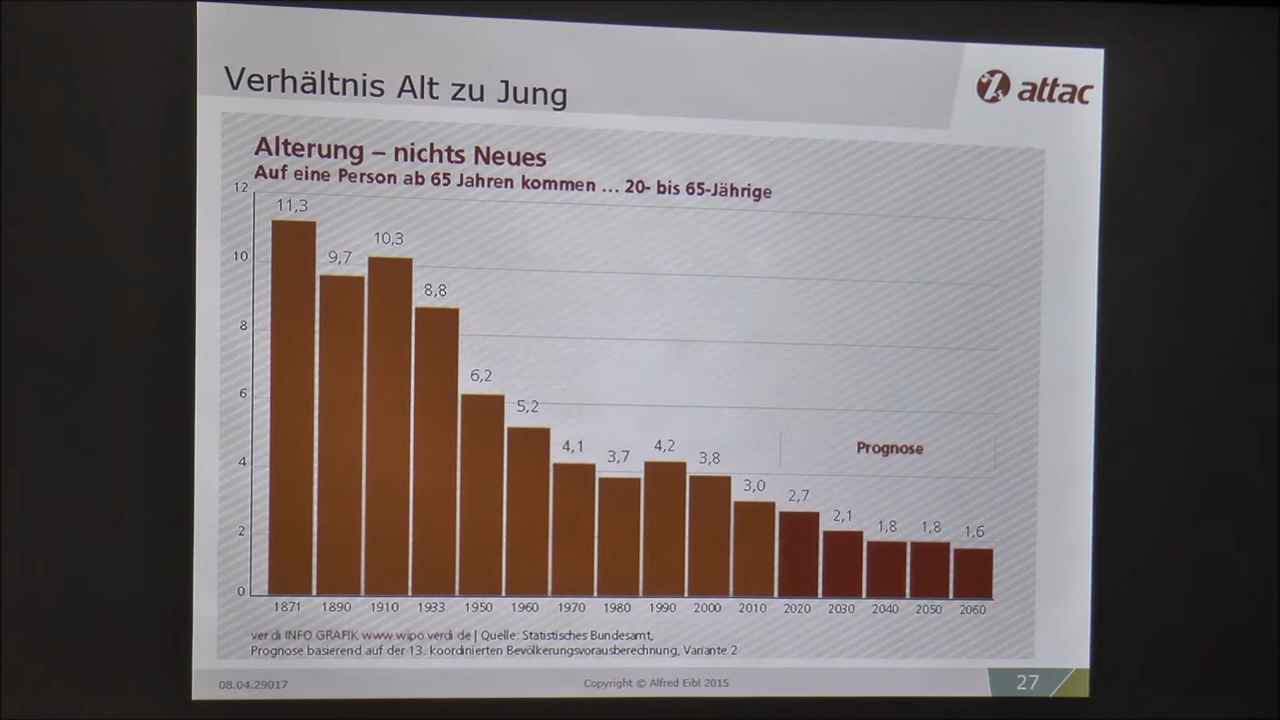 Verhältnis Alt zu Jung
attac
Alterung – nichts Neues
Auf eine Person ab 65 Jahren kommen ... 20- bis 65-Jährige
12
10
8
6
4
2
0
11,3
9,7
10,3
8,8
6,2
5,2
4,1
3,7
4,2
3,8
3,0
2,7
2,1
1,8
1,8
1,6
Prognose
1871 1890 1910 1933 1950 1960 1970 1980 1990 2000 2010 2020 2030 2040 2050 2060
ver.di INFO GRAFIK www.wipo.verdi.de | Quelle: Statistisches Bundesamt,
Prognose basierend auf der 13. koordinierten Bevölkerungsvorausberechnung, Variante 2
08.04.29017
Copyright © Alfred Eibl 2015
27